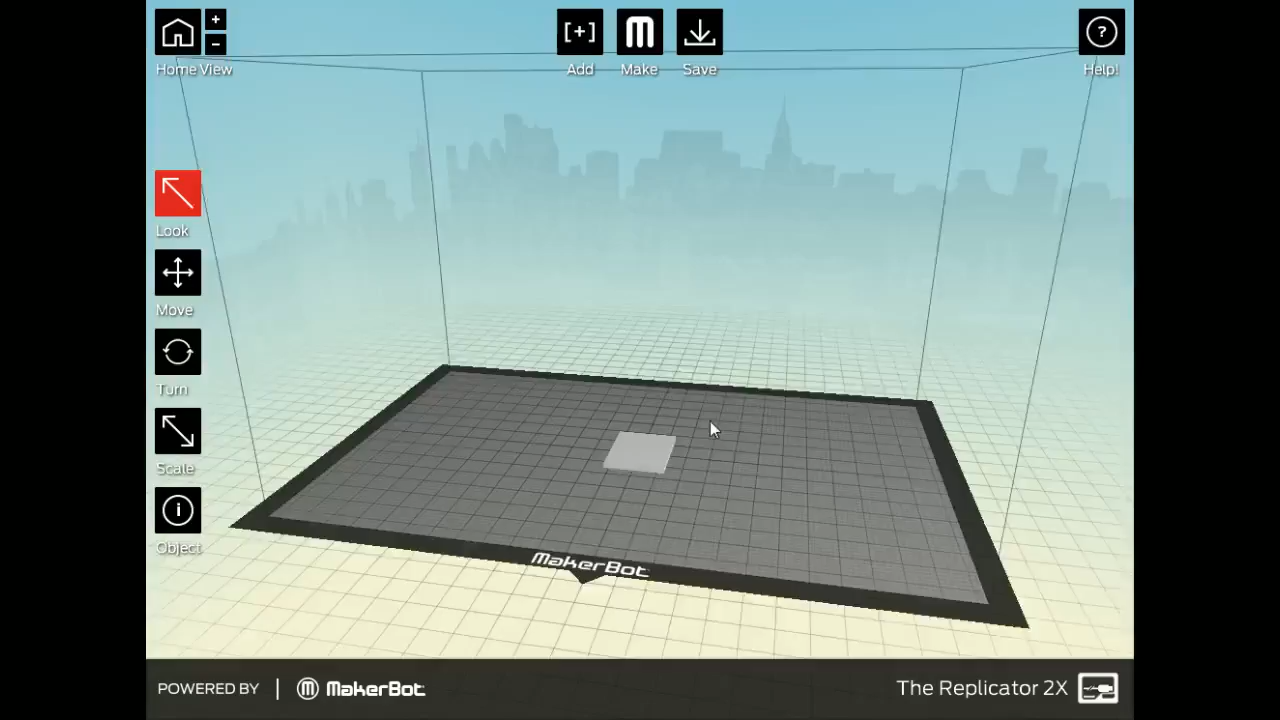 +
-
Home View
[+]
Add
M
Make
Save
?
Help!
Look
Move
Turn
Scale
i
Object
MakerBot
POWERED BY | M MakerBot
The Replicator 2X